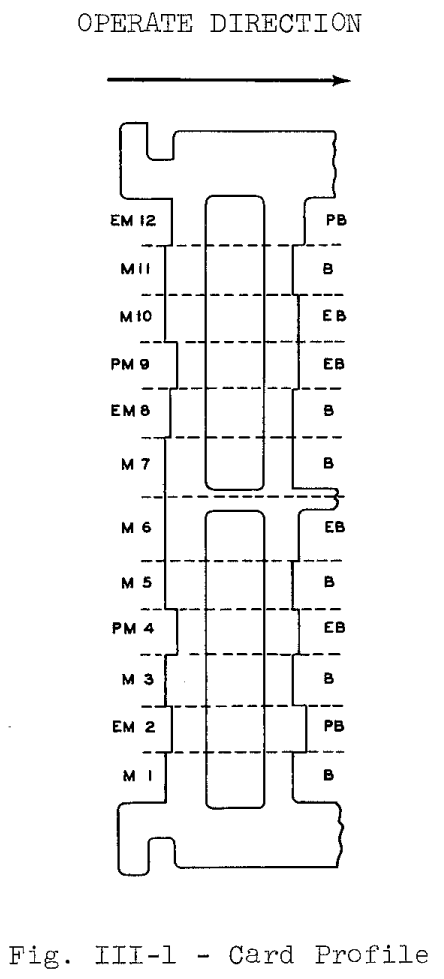 OPERATE DIRECTION
EM 12 PB
M 11 B
M 10 EB
PM 9 EB
EM 8 B
M 7 B
M 6 EB
M 5 B
PM 4 EB
M 3 B
EM 2 PB
M 1 B
Fig. III-1 - Card Profile